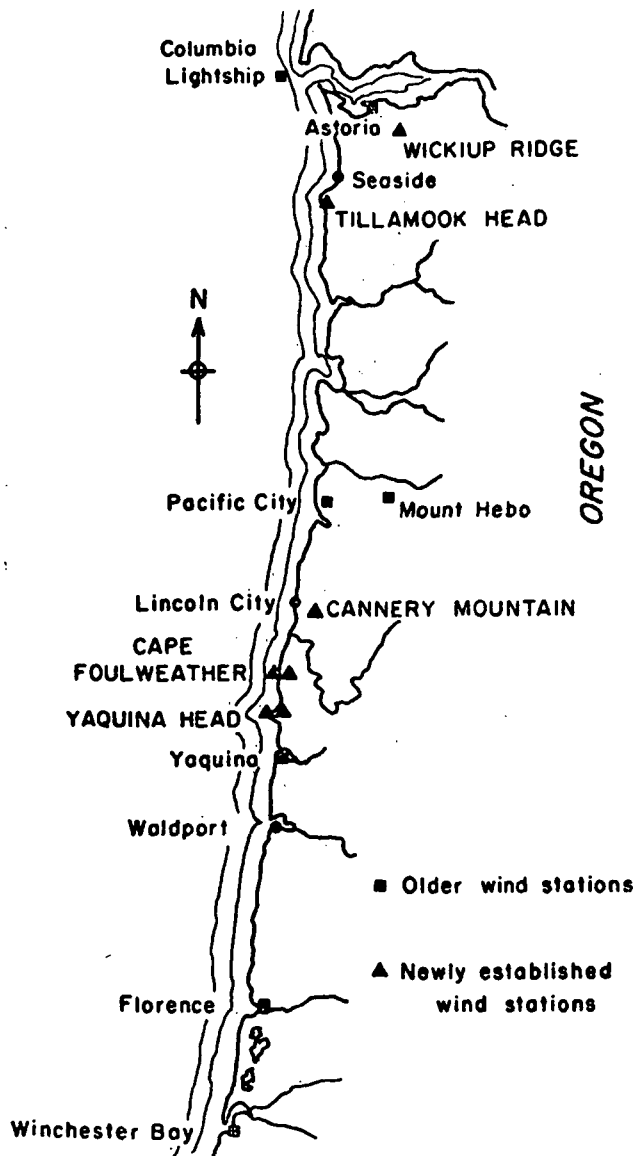 Columbia
Lightship
Astoria
WICKIUP RIDGE
Seaside
TILLAMOOK HEAD
N
OREGON
Pacific City
Mount Hebo
Lincoln City
CANNERY MOUNTAIN
CAPE
FOULWEATHER
YAQUINA HEAD
Yaquina
Waldport
Older wind stations
Newly established
wind stations
Florence
Winchester Bay